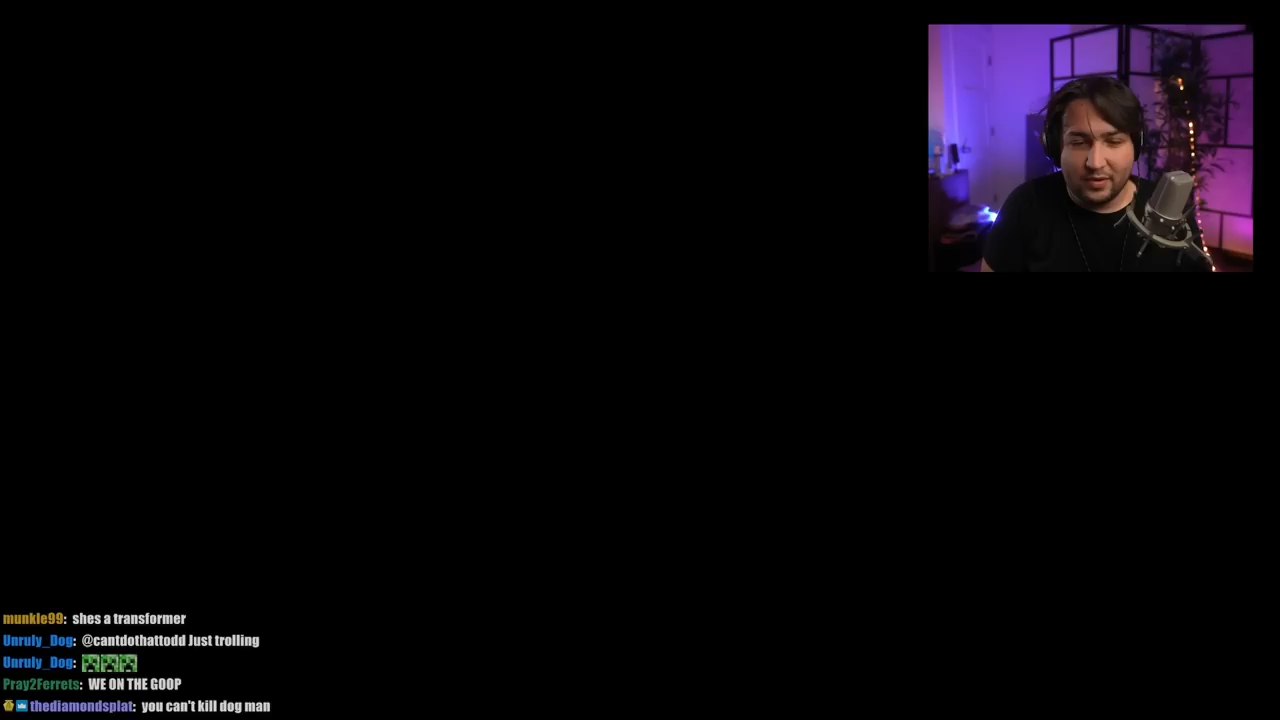 munkle99: shes a transformer
Unruly_Dog: @cantdothattodd Just trolling
Unruly_Dog:
Pray2Ferrets: WE ON THE GOOP
thediamondsplat: you can't kill dog man